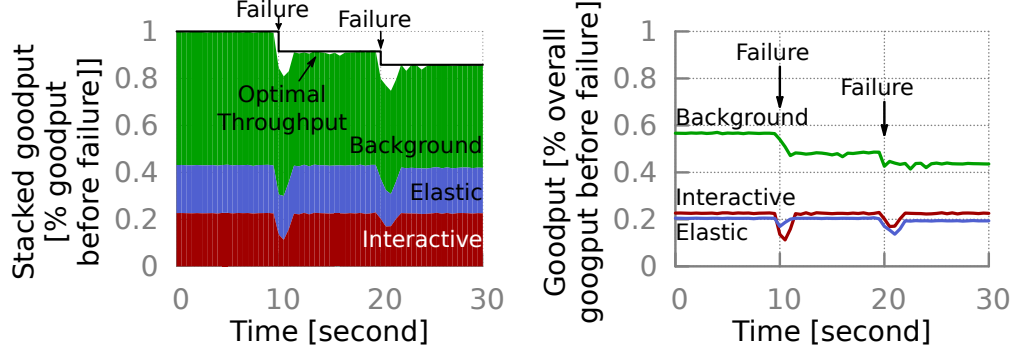 Stacked goodput
[% goodput
before failure]]
1
0.8
0.6
0.4
0.2
0
Failure
Failure
Optimal
Throughput
Background
Elastic
Interactive
0
10
20
30
Time [second]
Goodput [% overall
googput before failure]
1
0.8
0.6
0.4
0.2
0
Failure
Failure
Background
Interactive
Elastic
0
10
20
30
Time [second]